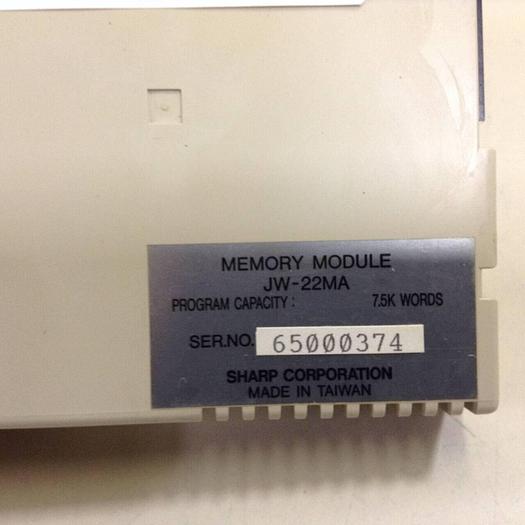 MEMORY MODULE
JW-22MA
PROGRAM CAPACITY: 7.5K WORDS
SER.NO. 65000374
SHARP CORPORATION
MADE IN TAIWAN